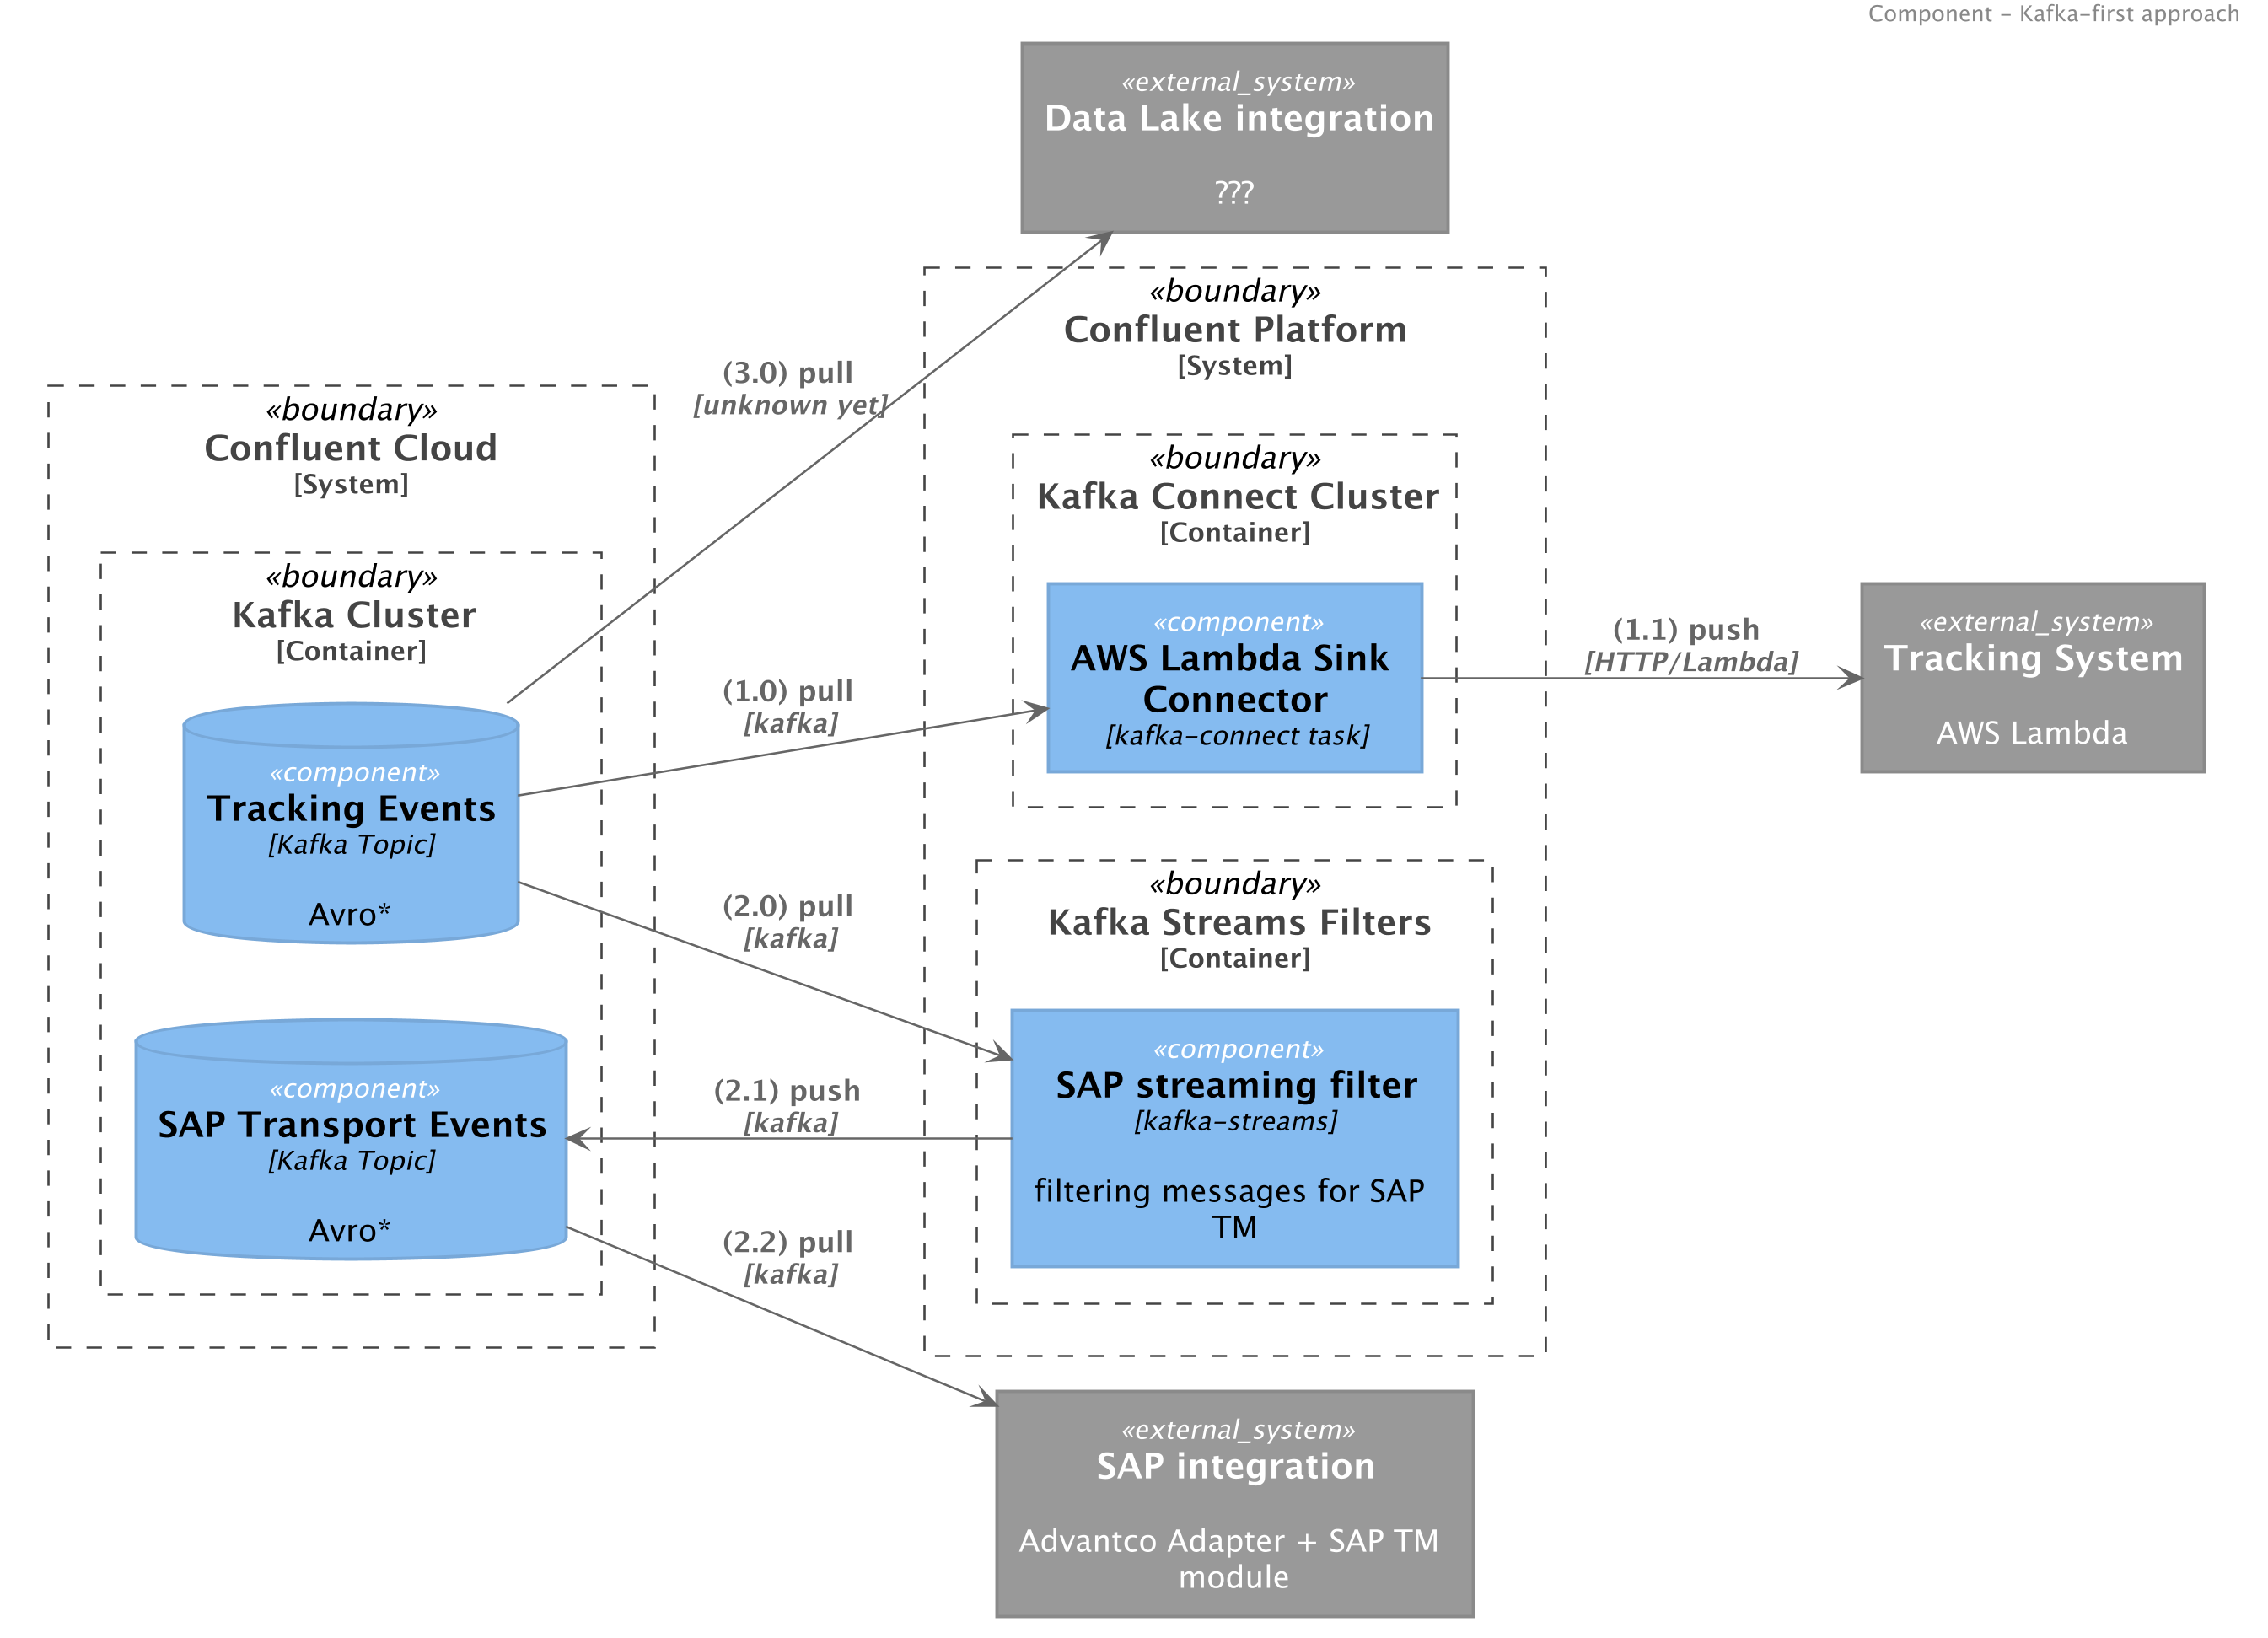 Component – Kafka-first approach
«external_system»
Data Lake integration
???
«boundary»
Confluent Platform
[System]
(3.0) pull
[unknown yet]
«boundary»
Confluent Cloud
[System]
«boundary»
Kafka Connect Cluster
[Container]
«boundary»
Kafka Cluster
[Container]
«component»
AWS Lambda Sink
Connector
[kafka-connect task]
(1.1) push
[HTTP/Lambda]
«external_system»
Tracking System
AWS Lambda
(1.0) pull
[kafka]
«component»
Tracking Events
[Kafka Topic]
Avro*
(2.0) pull
[kafka]
«boundary»
Kafka Streams Filters
[Container]
«component»
SAP Transport Events
[Kafka Topic]
Avro*
(2.1) push
[kafka]
«component»
SAP streaming filter
[kafka-streams]
filtering messages for SAP
TM
(2.2) pull
[kafka]
«external_system»
SAP integration
Advantco Adapter + SAP TM
module